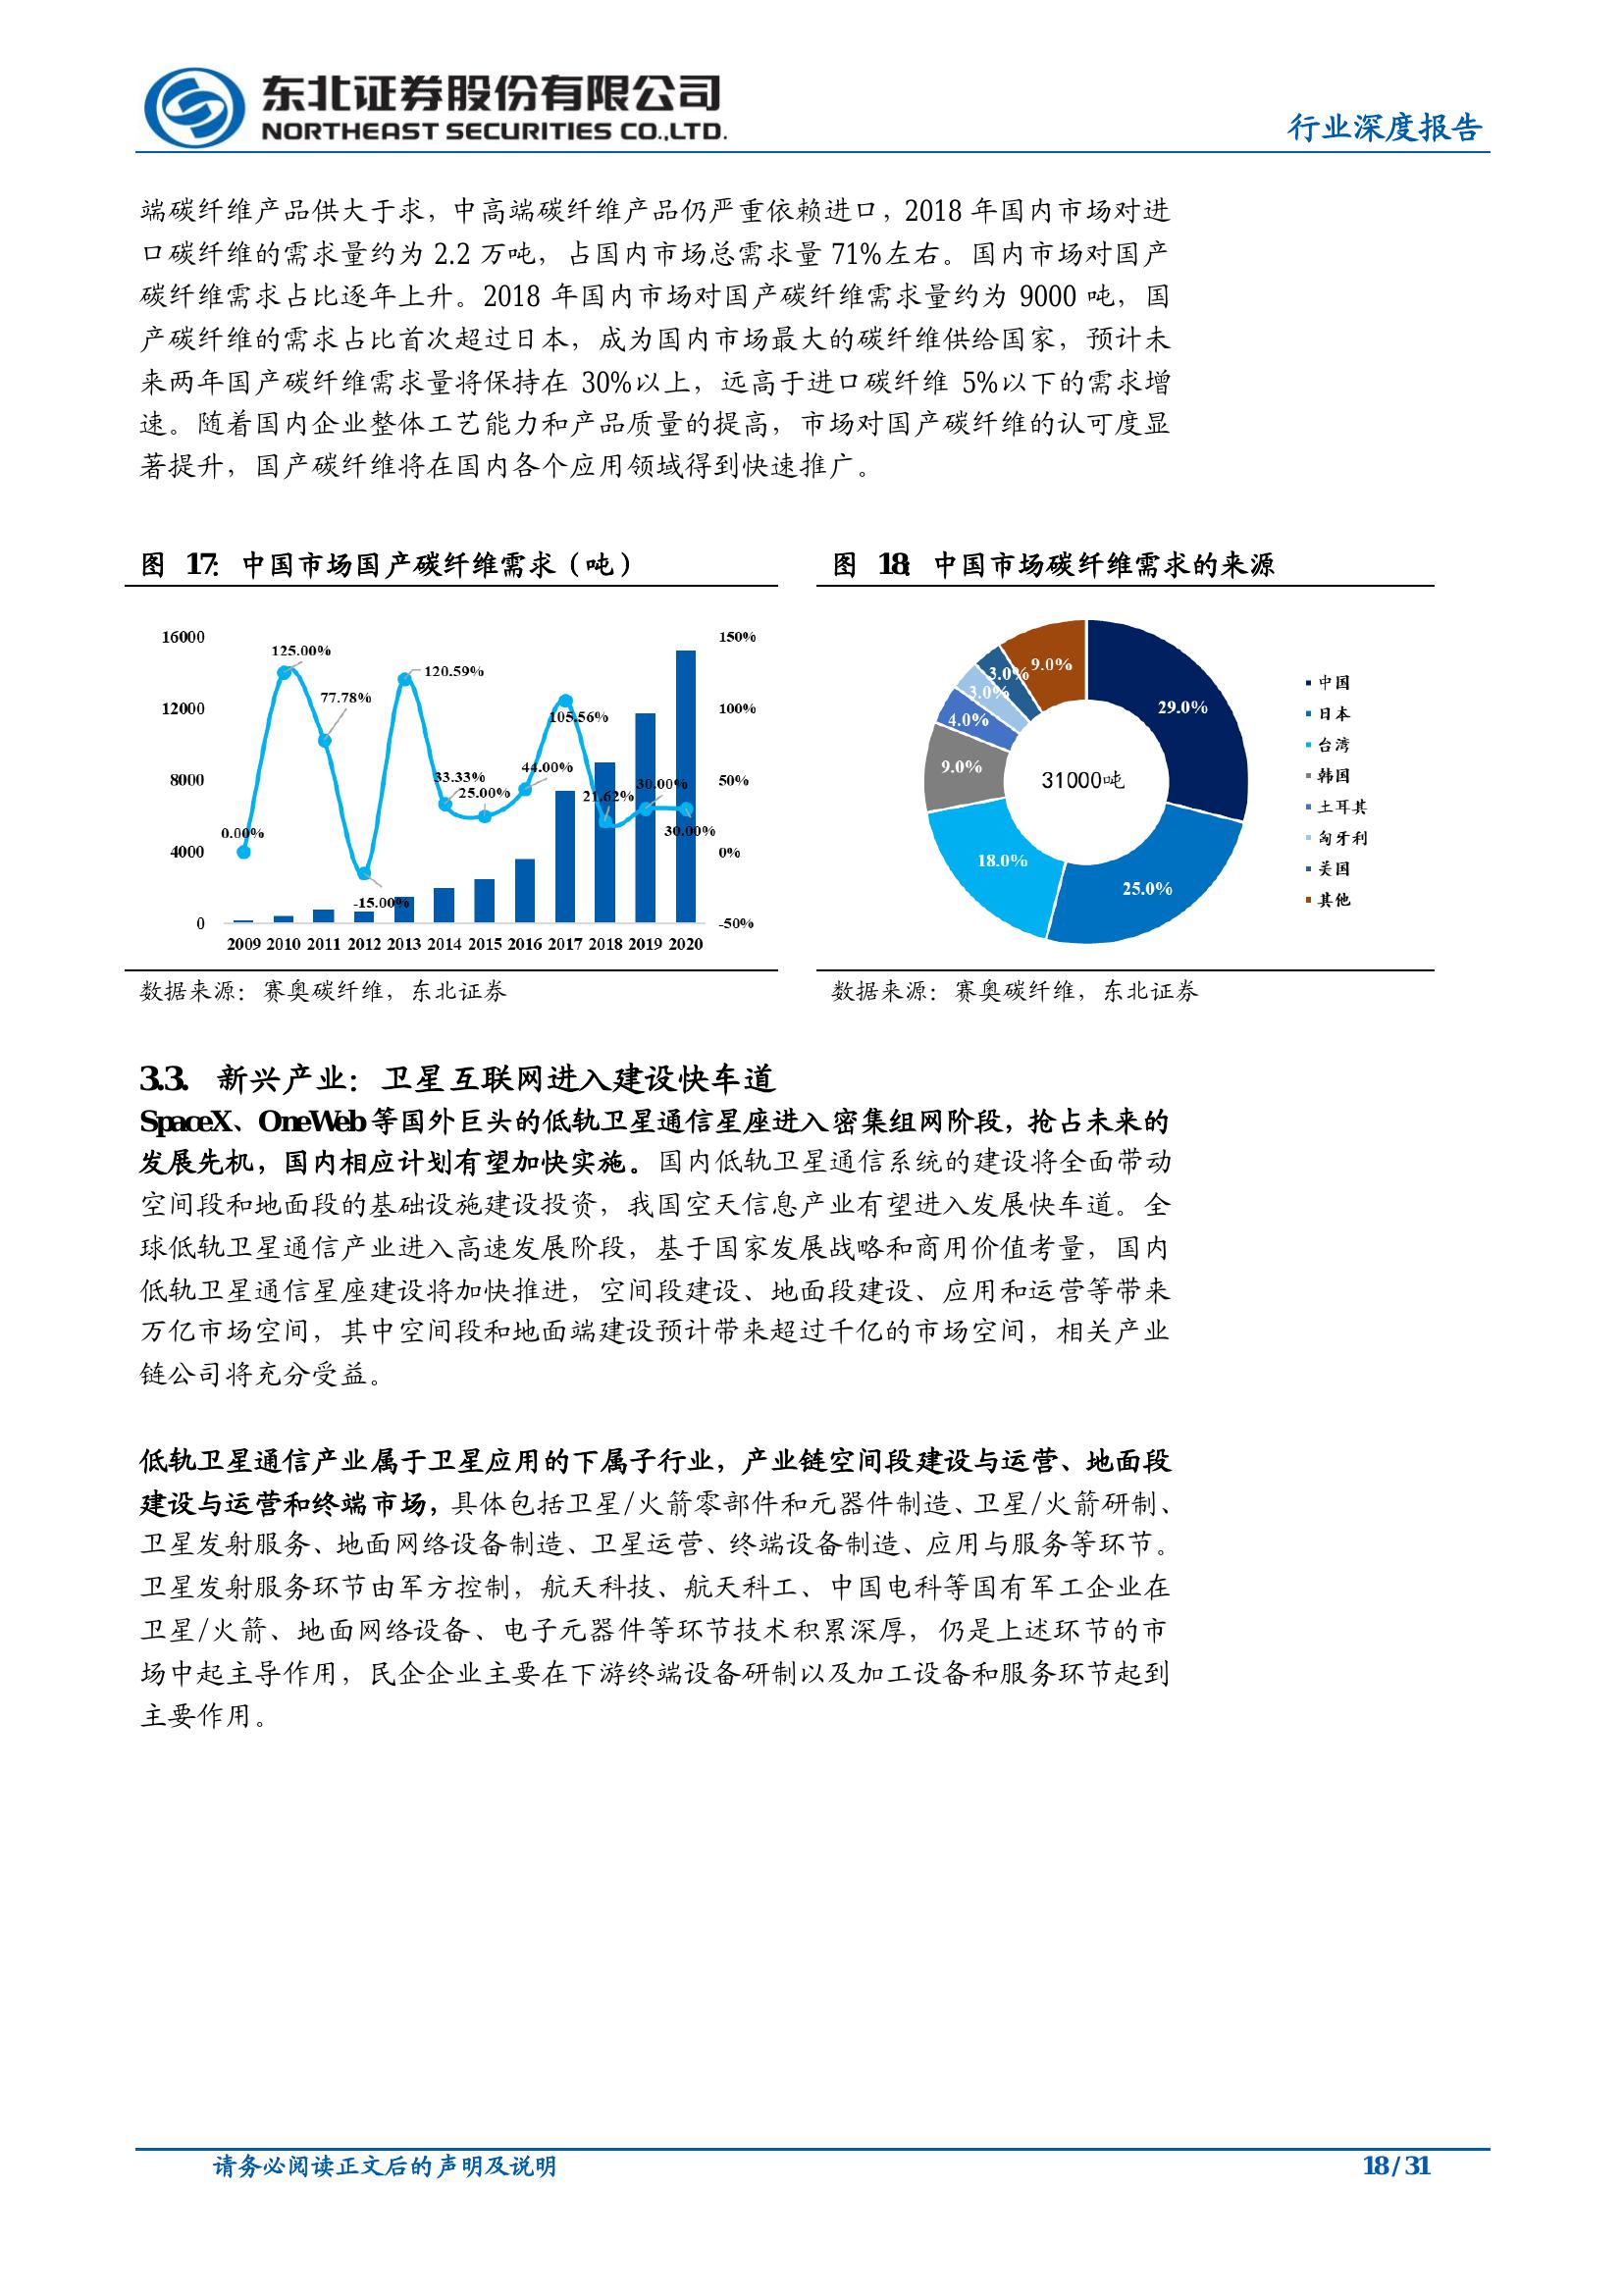 东北证券股份有限公司
NORTHEAST SECURITIES CO.,LTD.
行业深度报告
端碳纤维产品供大于求，中高端碳纤维产品仍严重依赖进口，2018 年国内市场对进
口碳纤维的需求量约为 2.2 万吨，占国内市场总需求量 71%左右。国内市场对国产
碳纤维需求占比逐年上升。2018 年国内市场对国产碳纤维需求量约为 9000 吨，国
产碳纤维的需求占比首次超过日本，成为国内市场最大的碳纤维供给国家，预计未
来两年国产碳纤维需求量将保持在 30%以上，远高于进口碳纤维 5%以下的需求增
速。随着国内企业整体工艺能力和产品质量的提高，市场对国产碳纤维的认可度显
著提升，国产碳纤维将在国内各个应用领域得到快速推广。
图 17：中国市场国产碳纤维需求（吨）
16000
12000
8000
4000
0
150%
100%
50%
0%
-50%
0.00%
125.00%
77.78%
-15.00%
120.59%
33.33%
25.00%
44.00%
105.56%
21.62%
30.00%
30.00%
2009 2010 2011 2012 2013 2014 2015 2016 2017 2018 2019 2020
数据来源：赛奥碳纤维，东北证券
图 18：中国市场碳纤维需求的来源
29.0%
25.0%
18.0%
9.0%
4.0%
3.0%
3.0%
9.0%
31000吨
中国
日本
台湾
韩国
土耳其
匈牙利
美国
其他
数据来源：赛奥碳纤维，东北证券
3.3. 新兴产业：卫星互联网进入建设快车道
SpaceX、OneWeb 等国外巨头的低轨卫星通信星座进入密集组网阶段，抢占未来的
发展先机，国内相应计划有望加快实施。国内低轨卫星通信系统的建设将全面带动
空间段和地面段的基础设施建设投资，我国空天信息产业有望进入发展快车道。全
球低轨卫星通信产业进入高速发展阶段，基于国家发展战略和商用价值考量，国内
低轨卫星通信星座建设将加快推进，空间段建设、地面段建设、应用和运营等带来
万亿市场空间，其中空间段和地面端建设预计带来超过千亿的市场空间，相关产业
链公司将充分受益。
低轨卫星通信产业属于卫星应用的下属子行业，产业链空间段建设与运营、地面段
建设与运营和终端市场，具体包括卫星/火箭零部件和元器件制造、卫星/火箭研制、
卫星发射服务、地面网络设备制造、卫星运营、终端设备制造、应用与服务等环节。
卫星发射服务环节由军方控制，航天科技、航天科工、中国电科等国有军工企业在
卫星/火箭、地面网络设备、电子元器件等环节技术积累深厚，仍是上述环节的市
场中起主导作用，民企企业主要在下游终端设备研制以及加工设备和服务环节起到
主要作用。
请务必阅读正文后的声明及说明
18 / 31